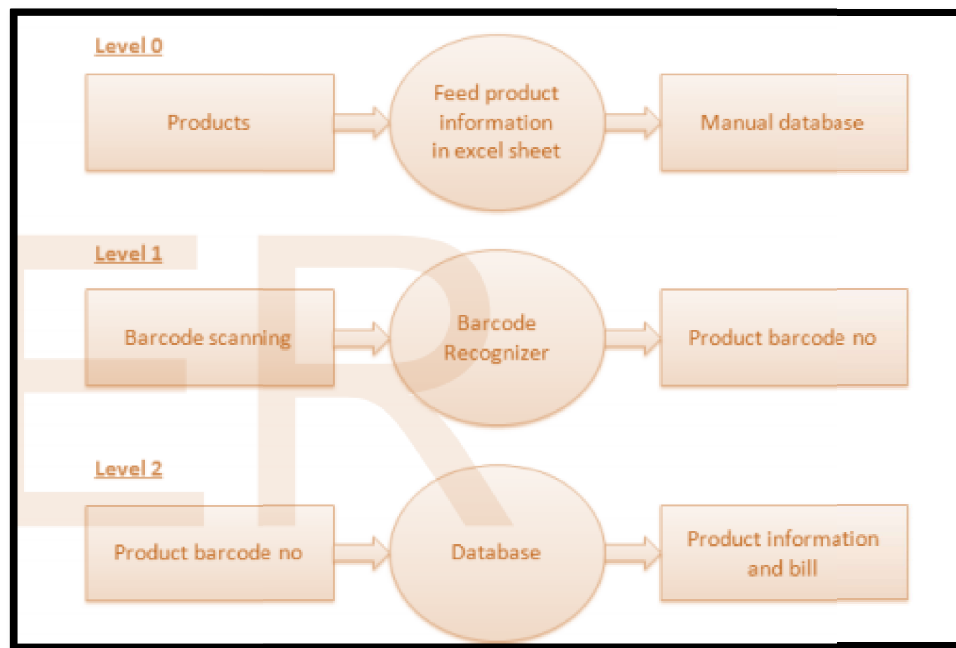 Level 0
Products
Feed product
information
in excel sheet
Manual database
Level 1
Barcode scanning
Barcode
Recognizer
Product barcode no
Level 2
Product barcode no
Database
Product information
and bill
ER